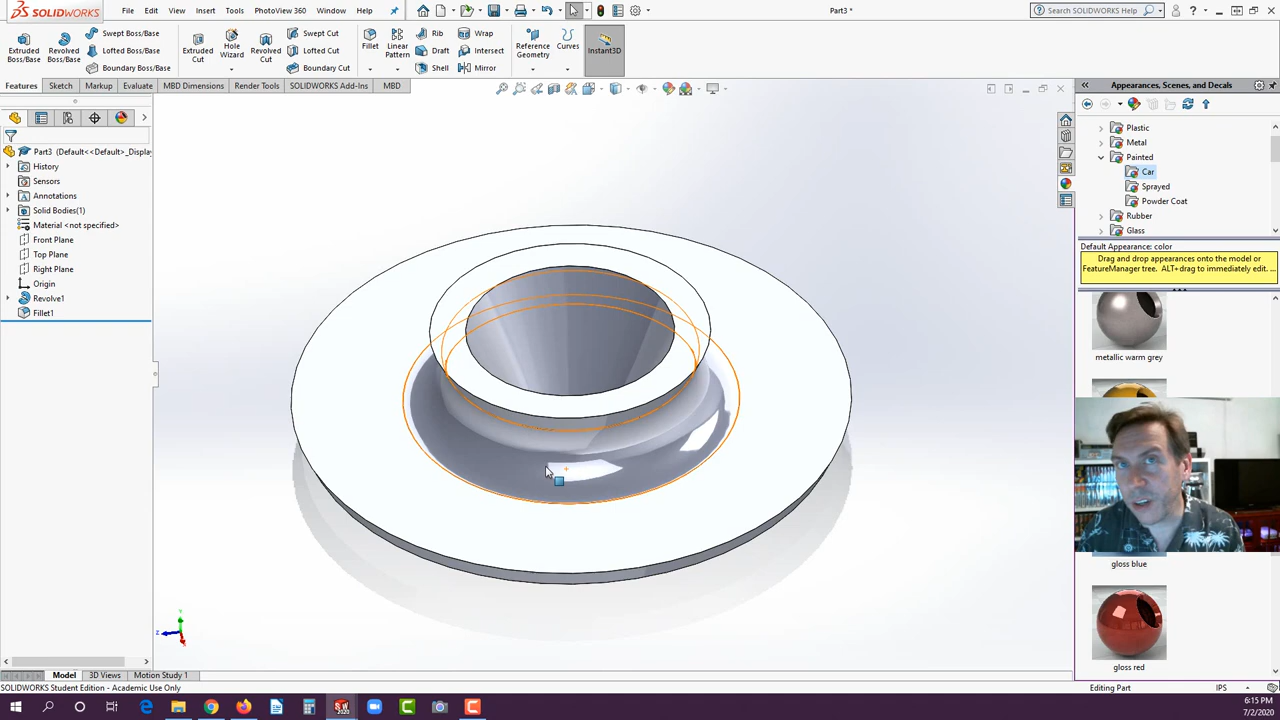 SOLIDWORKS
File Edit View Insert Tools PhotoView 360 Window Help
Part3 *
Search SOLIDWORKS Help
Extruded Boss/Base
Revolved Boss/Base
Swept Boss/Base
Lofted Boss/Base
Boundary Boss/Base
Extruded Cut
Hole Wizard
Revolved Cut
Swept Cut
Lofted Cut
Boundary Cut
Fillet
Linear Pattern
Rib
Draft
Shell
Wrap
Intersect
Mirror
Reference Geometry
Curves
Instant3D
Features Sketch Markup Evaluate MBD Dimensions Render Tools SOLIDWORKS Add-Ins MBD
Part3 (Default<<Default>_Display
History
Sensors
Annotations
Solid Bodies(1)
Material <not specified>
Front Plane
Top Plane
Right Plane
Origin
Revolve1
Fillet1
Appearances, Scenes, and Decals
Plastic
Metal
Painted
Car
Sprayed
Powder Coat
Rubber
Glass
Default Appearance: color
Drag and drop appearances onto the model or
FeatureManager tree. ALT+drag to immediately edit. ...
metallic warm grey
gloss blue
gloss red
Model 3D Views Motion Study 1
SOLIDWORKS Student Edition - Academic Use Only
Editing Part
IPS
6:15 PM
7/2/2020